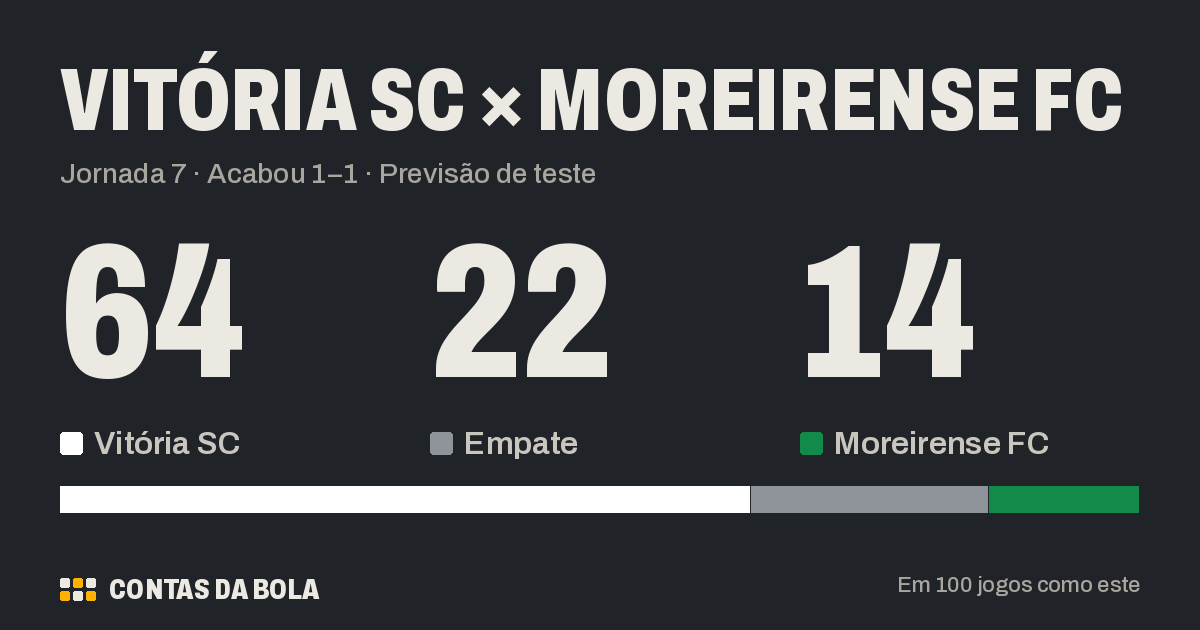 VITÓRIA SC × MOREIRENSE FC
Jornada 7 · Acabou 1–1 · Previsão de teste
64 22 14
Vitória SC Empate Moreirense FC
CONTAS DA BOLA Em 100 jogos como este